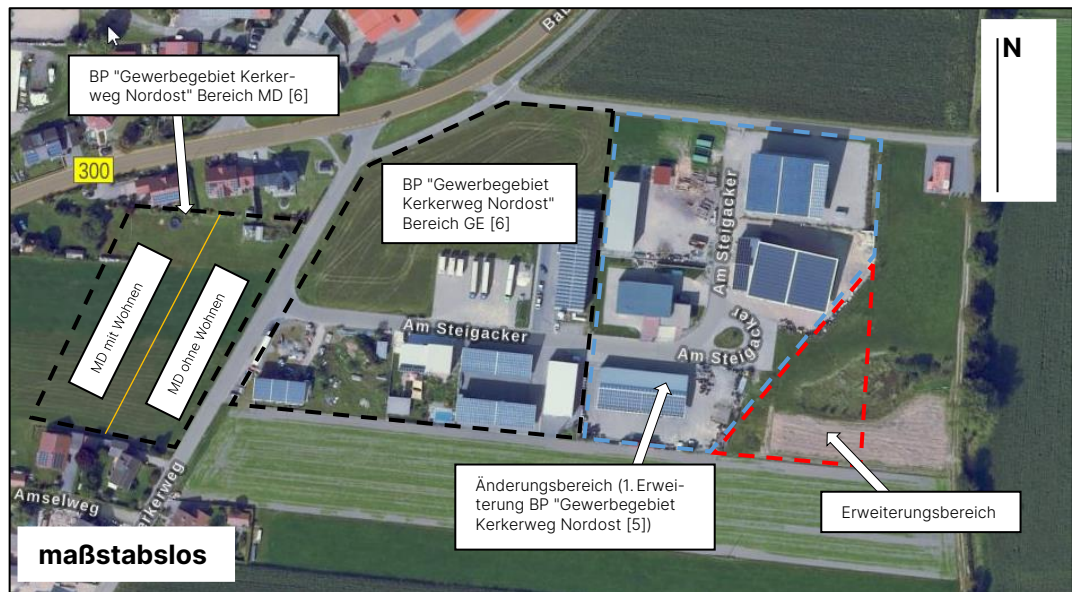 N
BP "Gewerbegebiet Kerker-
weg Nordost" Bereich MD [6]
300
BP "Gewerbegebiet
Kerkerweg Nordost"
Bereich GE [6]
Am Steigacker
MD mit Wohnen
MD ohne Wohnen
Am Steigacker
Am Steigacker
Änderungsbereich (1. Erwei-
terung BP "Gewerbegebiet
Kerkerweg Nordost [5])
Erweiterungsbereich
Amselweg
maßstabslos